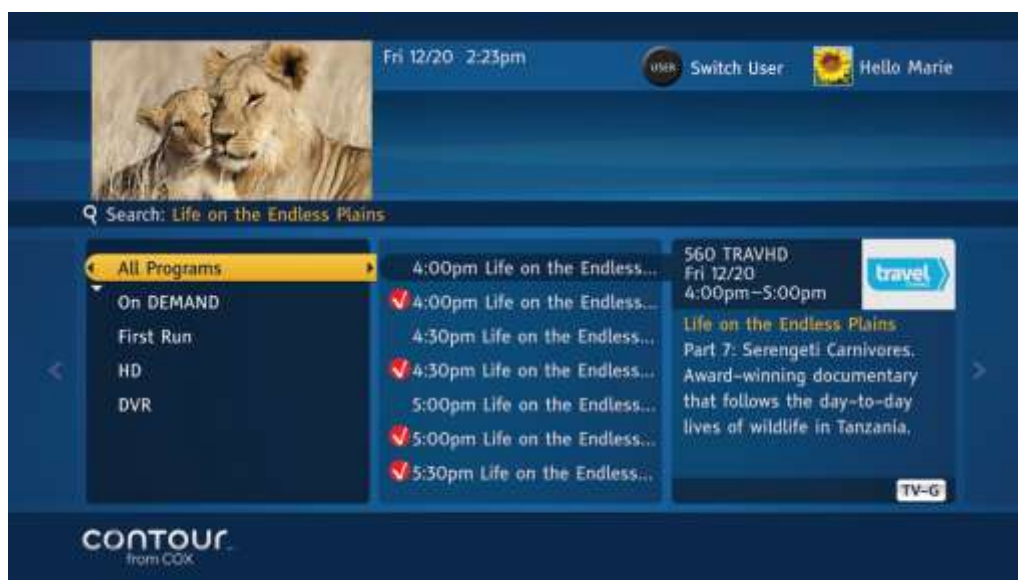 Fri 12/20 2:23pm
USER Switch User
Hello Marie
Search: Life on the Endless Plains
All Programs
On DEMAND
First Run
HD
DVR
4:00pm Life on the Endless...
4:00pm Life on the Endless...
4:30pm Life on the Endless...
4:30pm Life on the Endless...
5:00pm Life on the Endless...
5:00pm Life on the Endless...
5:30pm Life on the Endless...
560 TRAVHD
Fri 12/20
4:00pm–5:00pm
travel
Life on the Endless Plains
Part 7: Serengeti Carnivores.
Award-winning documentary
that follows the day-to-day
lives of wildlife in Tanzania.
TV-G
contour
from COX